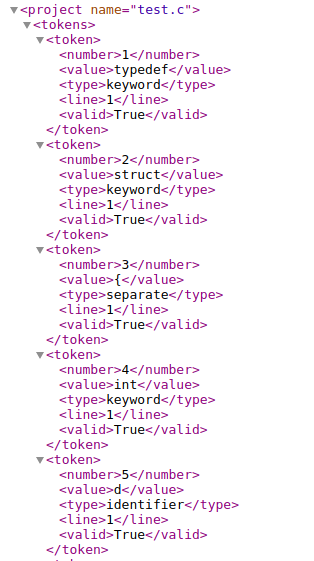 ▼<project name="test.c">
▼<tokens>
▼<token>
<number>1</number>
<value>typedef</value>
<type>keyword</type>
<line>1</line>
<valid>True</valid>
</token>
▼<token>
<number>2</number>
<value>struct</value>
<type>keyword</type>
<line>1</line>
<valid>True</valid>
</token>
▼<token>
<number>3</number>
<value>{</value>
<type>separate</type>
<line>1</line>
<valid>True</valid>
</token>
▼<token>
<number>4</number>
<value>int</value>
<type>keyword</type>
<line>1</line>
<valid>True</valid>
</token>
▼<token>
<number>5</number>
<value>d</value>
<type>identifier</type>
<line>1</line>
<valid>True</valid>
</token>